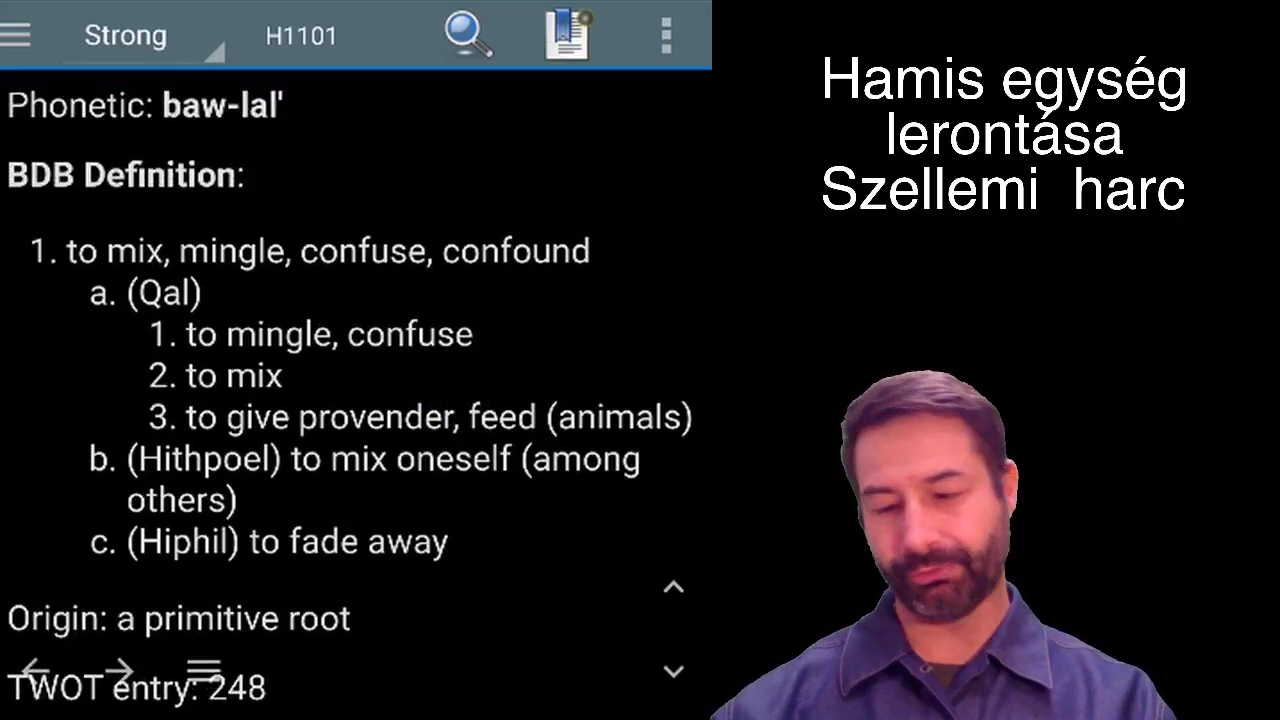 Strong H1101
Phonetic: baw-lal'
BDB Definition:
1. to mix, mingle, confuse, confound
a. (Qal)
1. to mingle, confuse
2. to mix
3. to give provender, feed (animals)
b. (Hithpoel) to mix oneself (among
others)
c. (Hiphil) to fade away
Origin: a primitive root
TWOT entry: 248
Hamis egység
lerontása
Szellemi harc